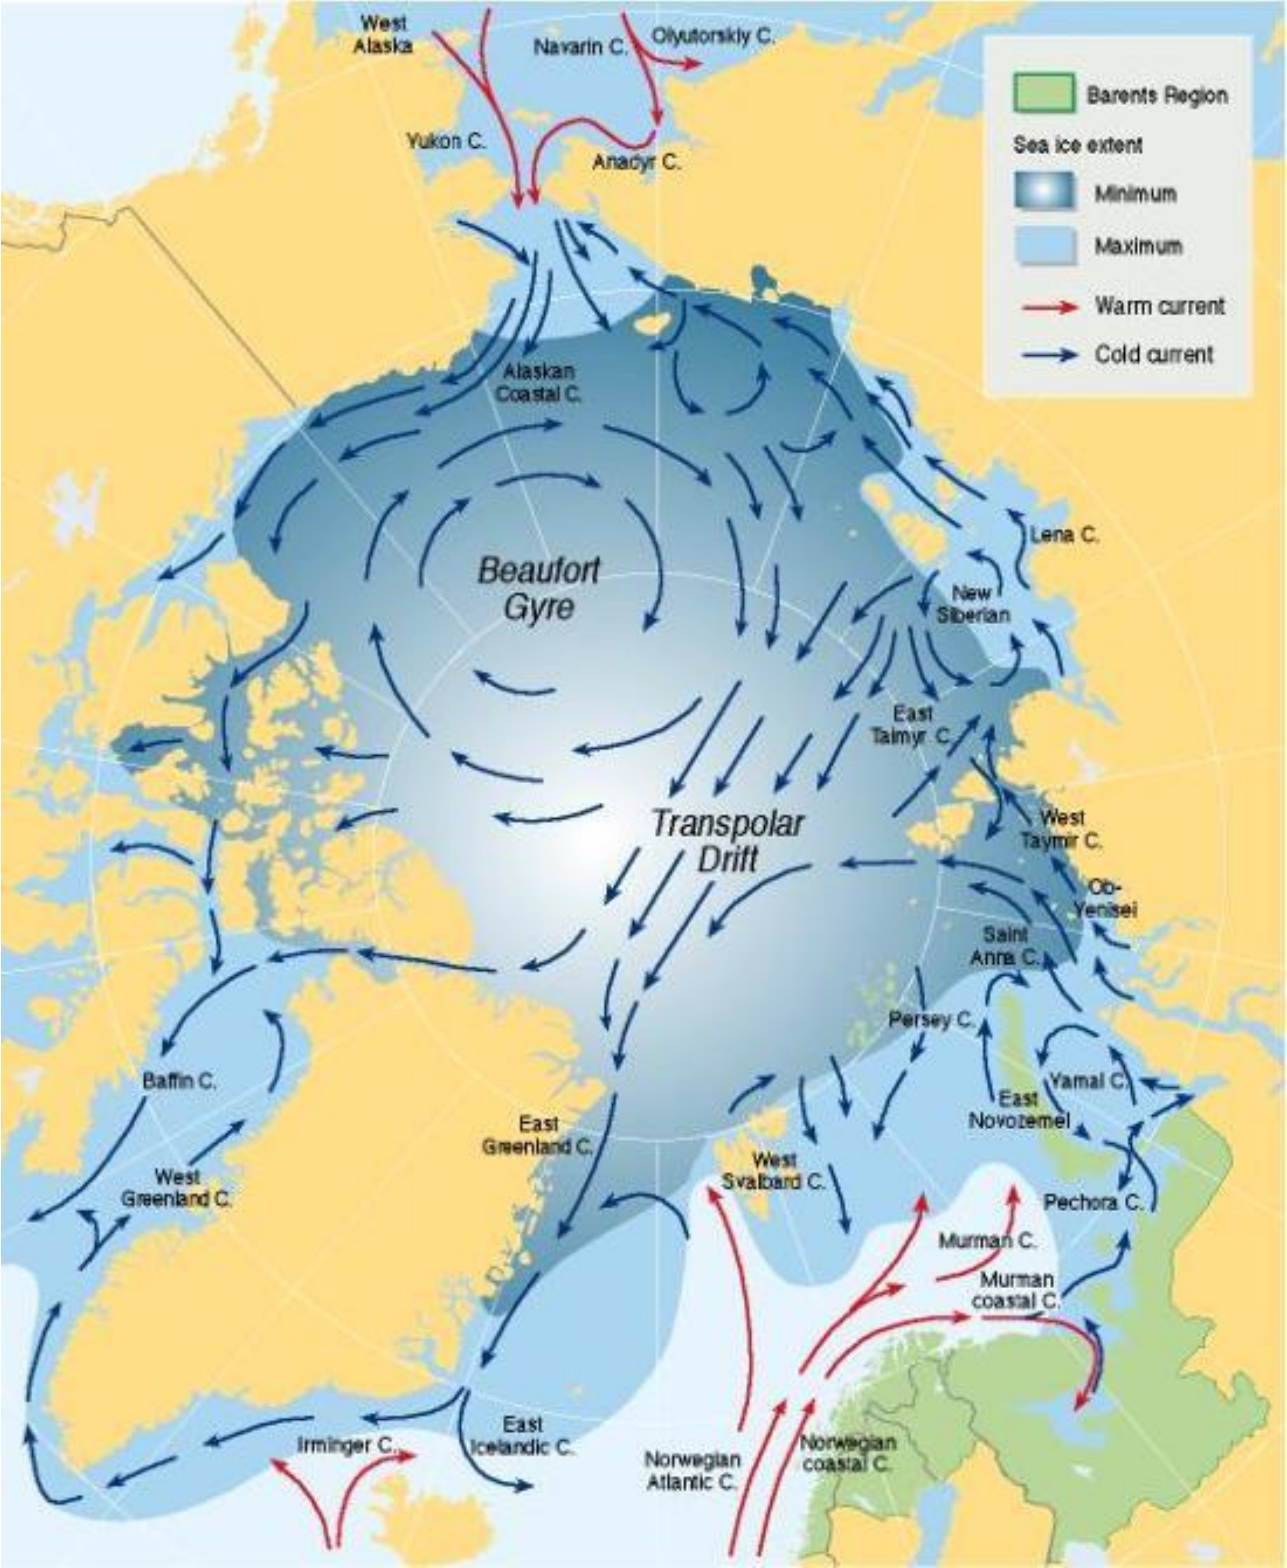 West
Alaska
Navarin C.
Olyutorskiy C.
Yukon C.
Anadyr C.
Barents Region
Sea ice extent
Minimum
Maximum
Warm current
Cold current
Alaskan
Coastal C.
Lena C.
Beaufort
Gyre
New
Siberian
East
Taimyr C.
Transpolar
Drift
West
Taymir C.
Ob-
Yenisei
Saint
Anna C.
Persey C.
Baffin C.
Yamal C.
East
Novozemel
East
Greenland C.
West
Greenland C.
West
Svalbard C.
Pechora C.
Murman C.
Murman
coastal C.
East
Icelandic C.
Irminger C.
Norwegian
Atlantic C.
Norwegian
coastal C.